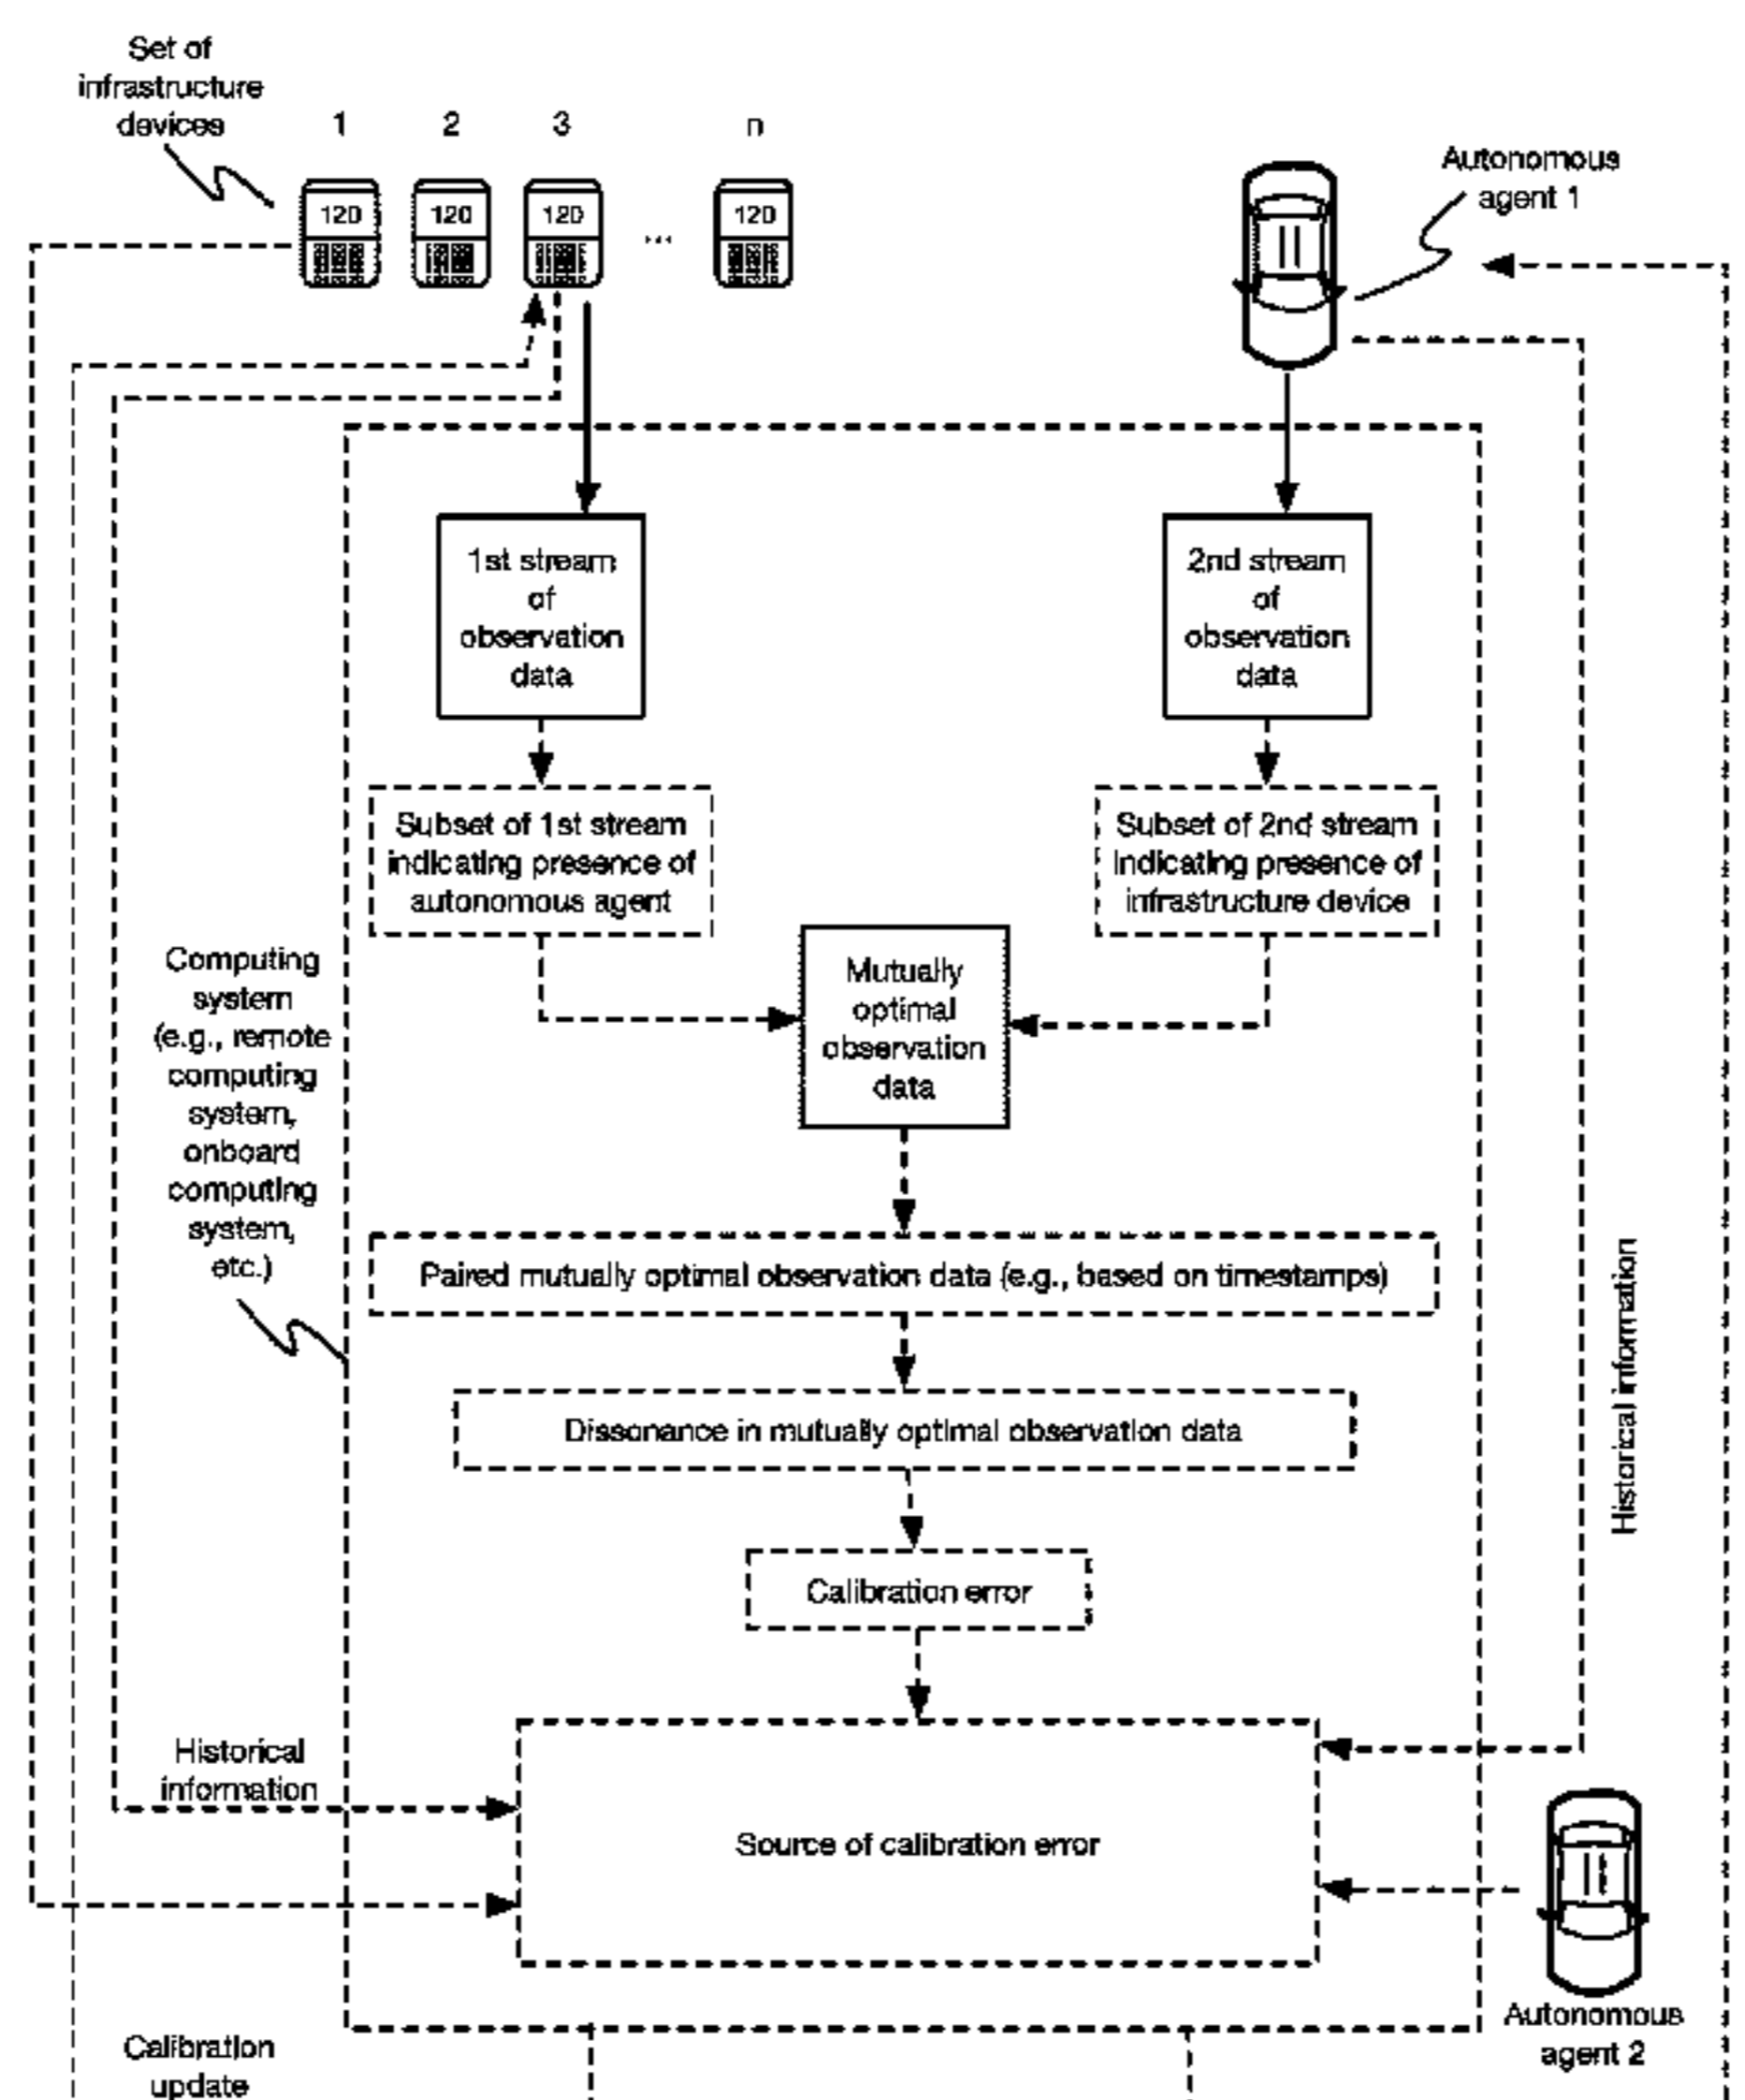 Set of
infrastructure
devices
1
2
3
n
120
120
120
...
120
Autonomous
agent 1
1st stream
of
observation
data
2nd stream
of
observation
data
Subset of 1st stream
indicating presence of
autonomous agent
Subset of 2nd stream
indicating presence of
infrastructure device
Mutually
optimal
observation
data
Computing
system
(e.g., remote
computing
system,
onboard
computing
system,
etc.)
Paired mutually optimal observation data (e.g., based on timestamps)
Dissonance in mutually optimal observation data
Calibration error
Historical information
Historical
information
Source of calibration error
Autonomous
agent 2
Calibration
update